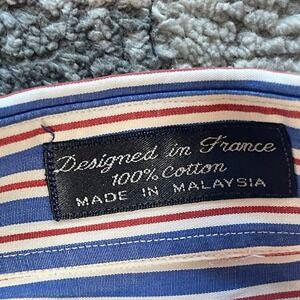 Designed in France
100% Cotton
MADE IN MALAYSIA